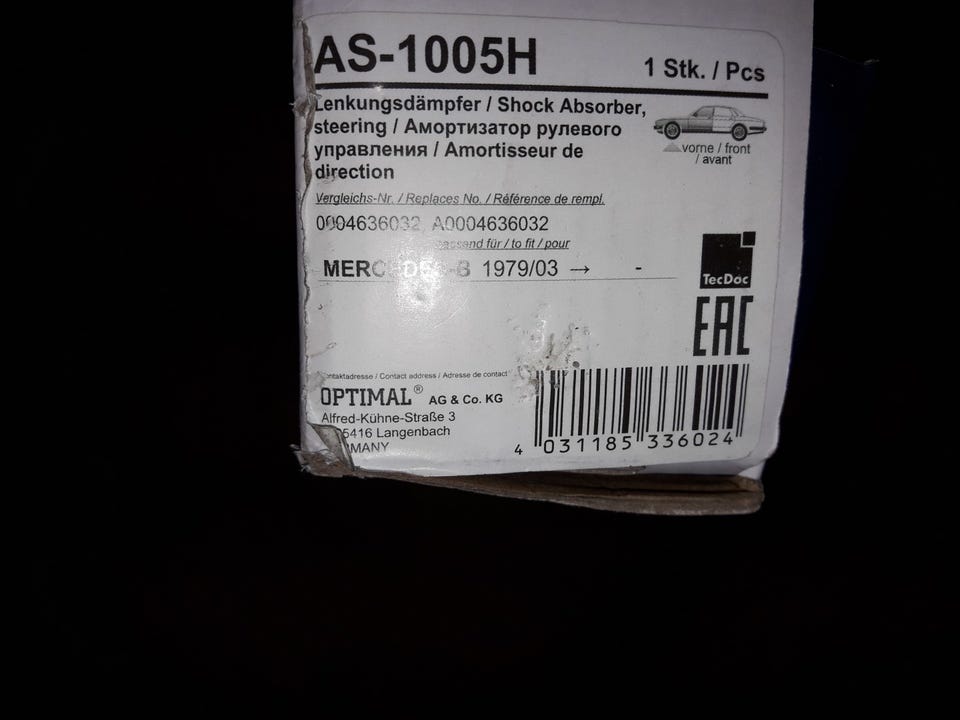 AS-1005H
1 Stk. / Pcs
Lenkungsdämpfer / Shock Absorber,
steering / Амортизатор рулевого
управления / Amortisseur de
direction
vorne / front
/ avant
Vergleichs-Nr. / Replaces No. / Référence de rempl.
0004636032, A0004636032
für / to fit / pour
MERCEDES-B 1979/03 → -
TecDoc
EAC
/ Contact address / Adresse de contact
OPTIMAL® AG & Co. KG
Alfred-Kühne-Straße 3
5416 Langenbach
MANY
4 031185 336024